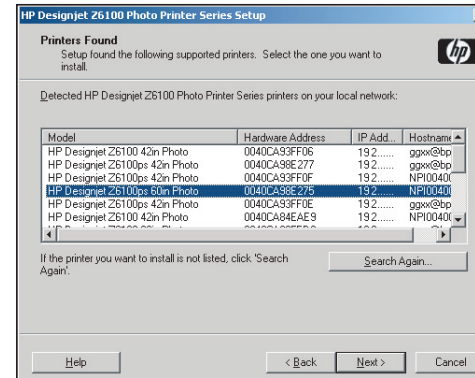 HP Designjet Z6100 Photo Printer Series Setup
Printers Found
Setup found the following supported printers. Select the one you want to
install.
hp
Detected HP Designjet Z6100 Photo Printer Series printers on your local network:
Model Hardware Address IP Add... Hostname
HP Designjet Z6100 42in Photo 0040CA93FF06 192...... ggxx@bp
HP Designjet Z6100ps 42in Photo 0040CA98E277 192...... ggxx@bp
HP Designjet Z6100ps 42in Photo 0040CA93FF0F 192...... NPI0040
HP Designjet Z6100ps 60in Photo 0040CA98E275 192...... NPI0040
HP Designjet Z6100ps 42in Photo 0040CA93FF0E 192...... ggxx@bp
HP Designjet Z6100 42in Photo 0040CA84EAE9 192...... NPI0040
If the printer you want to install is not listed, click 'Search
Again'.
Search Again...
Help
< Back
Next >
Cancel